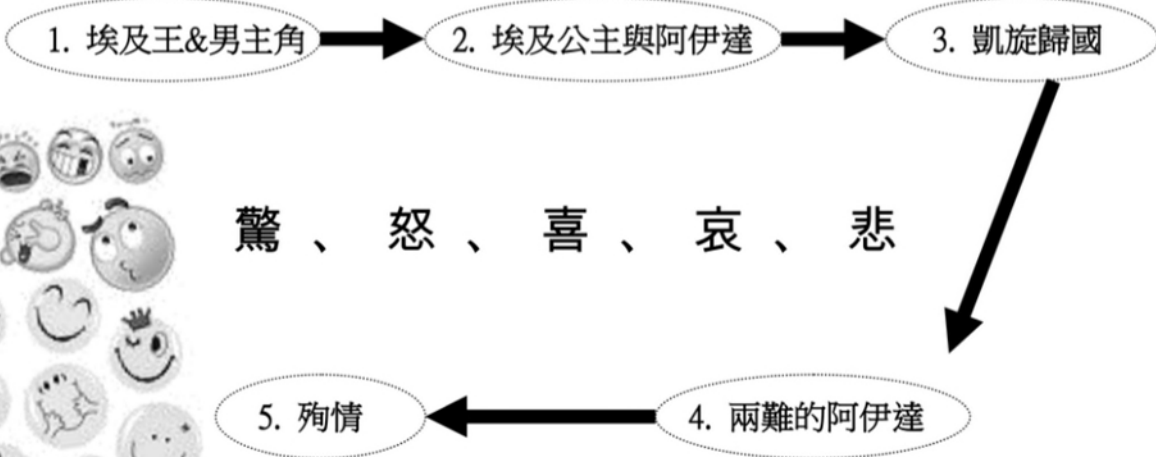 1. 埃及王&男主角
2. 埃及公主與阿伊達
3. 凱旋歸國
驚、怒、喜、哀、悲
4. 兩難的阿伊達
5. 殉情